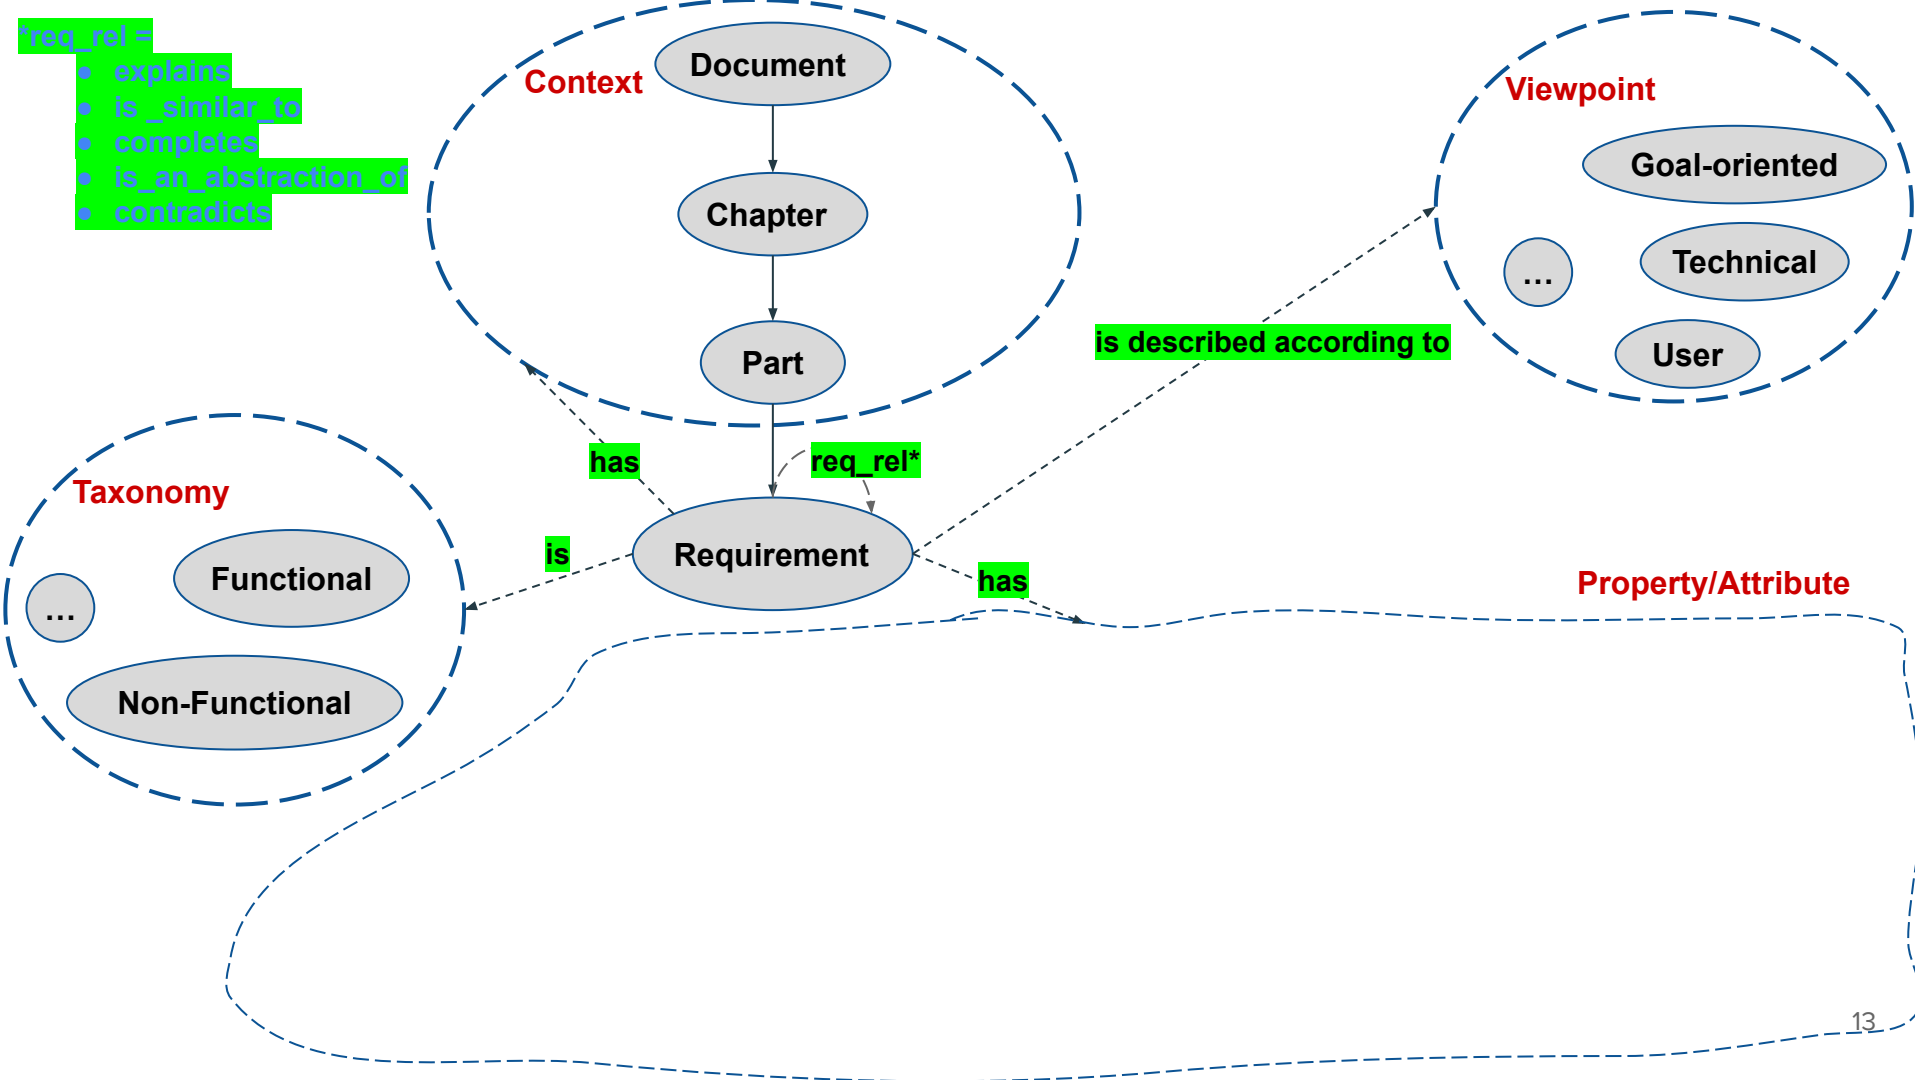 *req_rel =
● explains
● is _similar_to
● completes
● is_an_abstraction_of
● contradicts
Context
Document
Chapter
Part
Viewpoint
Goal-oriented
Technical
...
User
is described according to
has
req_rel*
Taxonomy
Functional
...
Non-Functional
is
Requirement
has
Property/Attribute
13